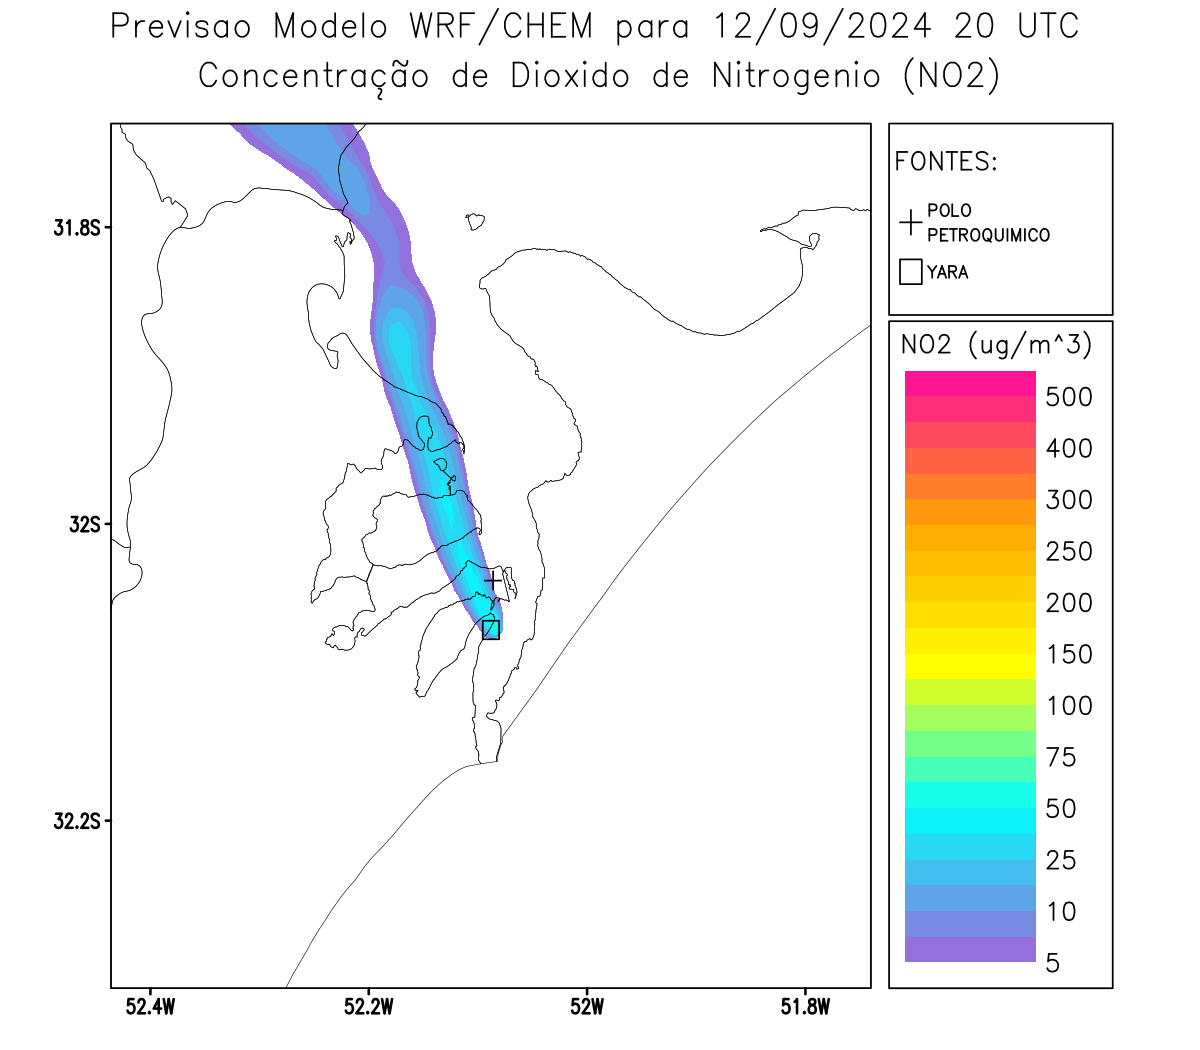 Previsao Modelo WRF/CHEM para 12/09/2024 20 UTC
Concentração de Dioxido de Nitrogenio (NO2)
FONTES:
POLO
PETROQUIMICO
YARA
NO2 (ug/m^3)
500
400
300
250
200
150
100
75
50
25
10
5
31.8S
32S
32.2S
52.4W
52.2W
52W
51.8W